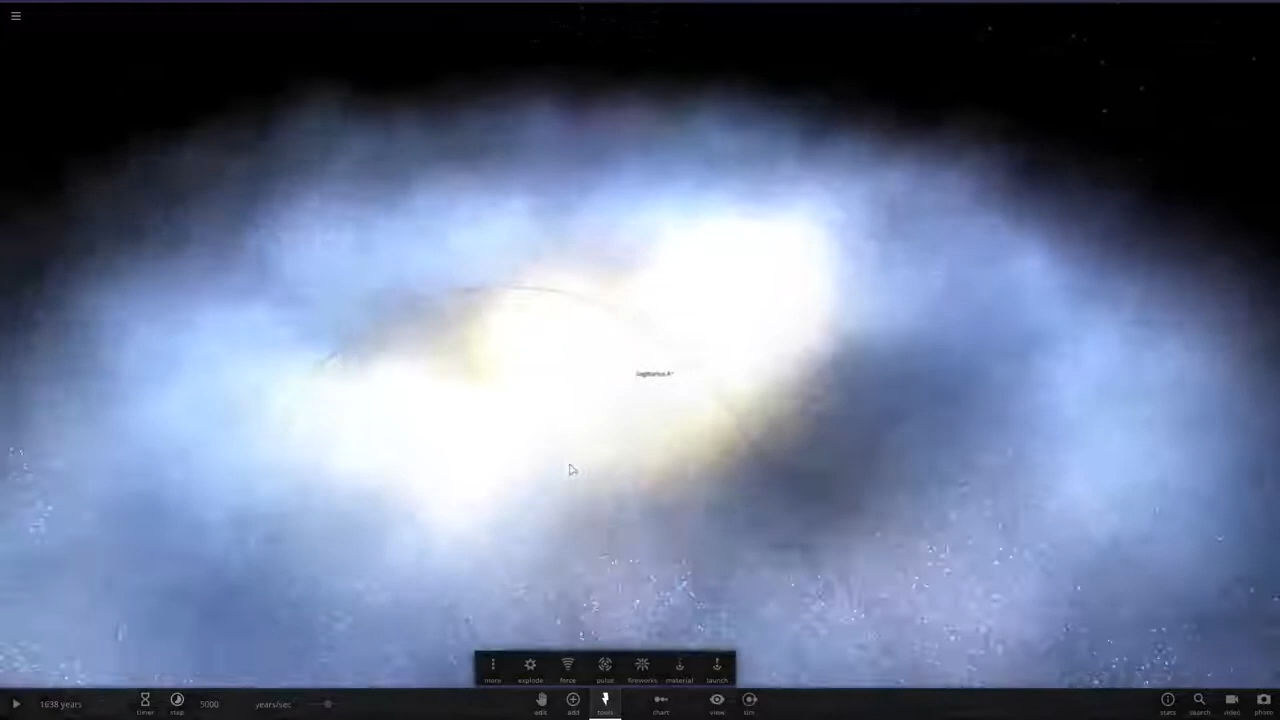 Sagittarius A*
more explode force pulse fireworks material launch
1638 years timer step 5000 years/sec edit add tools chart view sim stats search video photo